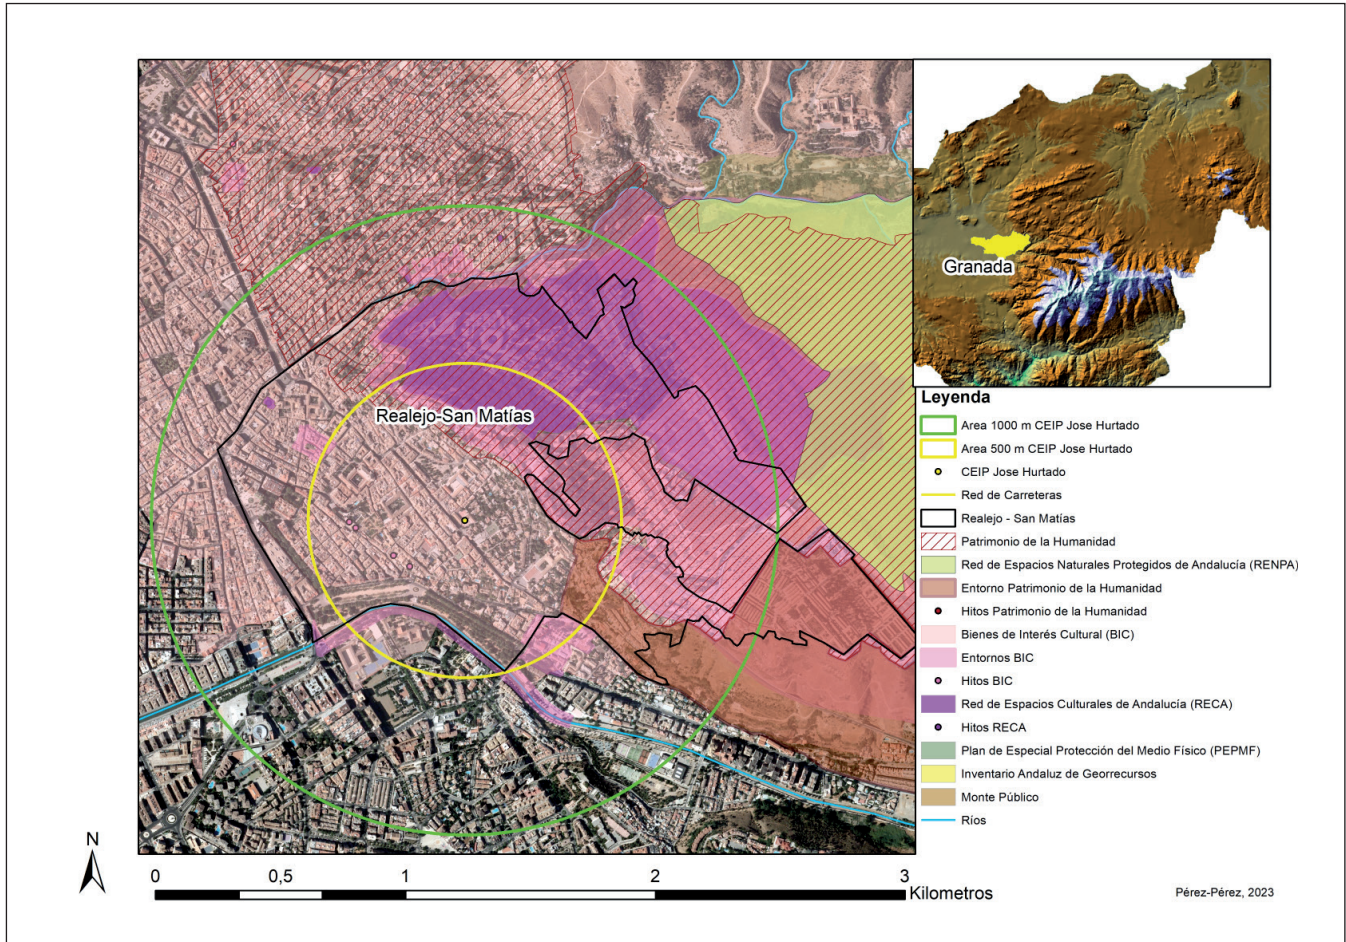 Realejo-San Matías
Granada
Leyenda
Area 1000 m CEIP Jose Hurtado
Area 500 m CEIP Jose Hurtado
CEIP Jose Hurtado
Red de Carreteras
Realejo - San Matías
Patrimonio de la Humanidad
Red de Espacios Naturales Protegidos de Andalucía (RENPA)
Entorno Patrimonio de la Humanidad
Hitos Patrimonio de la Humanidad
Bienes de Interés Cultural (BIC)
Entornos BIC
Hitos BIC
Red de Espacios Culturales de Andalucía (RECA)
Hitos RECA
Plan de Especial Protección del Medio Físico (PEPMF)
Inventario Andaluz de Georrecursos
Monte Público
Ríos
N
0 0,5 1 2 3
Kilometros
Pérez-Pérez, 2023